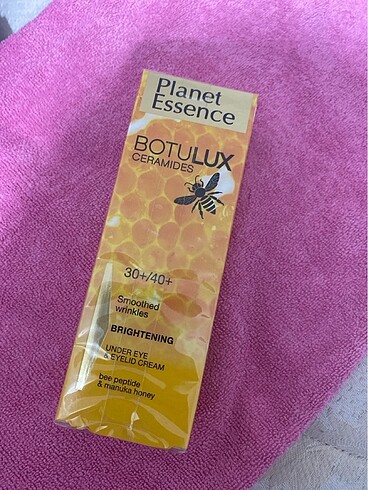 Planet
Essence
BOTULUX
CERAMIDES
30+/40+
Smoothed
wrinkles
BRIGHTENING
UNDER EYE
& EYELID CREAM
bee peptide
& manuka honey